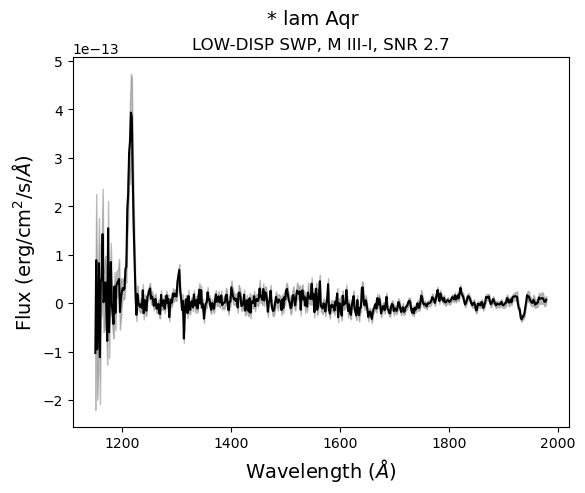 * lam Aqr
LOW-DISP SWP, M III-I, SNR 2.7
1e−13
5
4
3
2
1
0
−1
−2
Flux (erg/cm²/s/Å)
1200 1400 1600 1800 2000
Wavelength (Å)